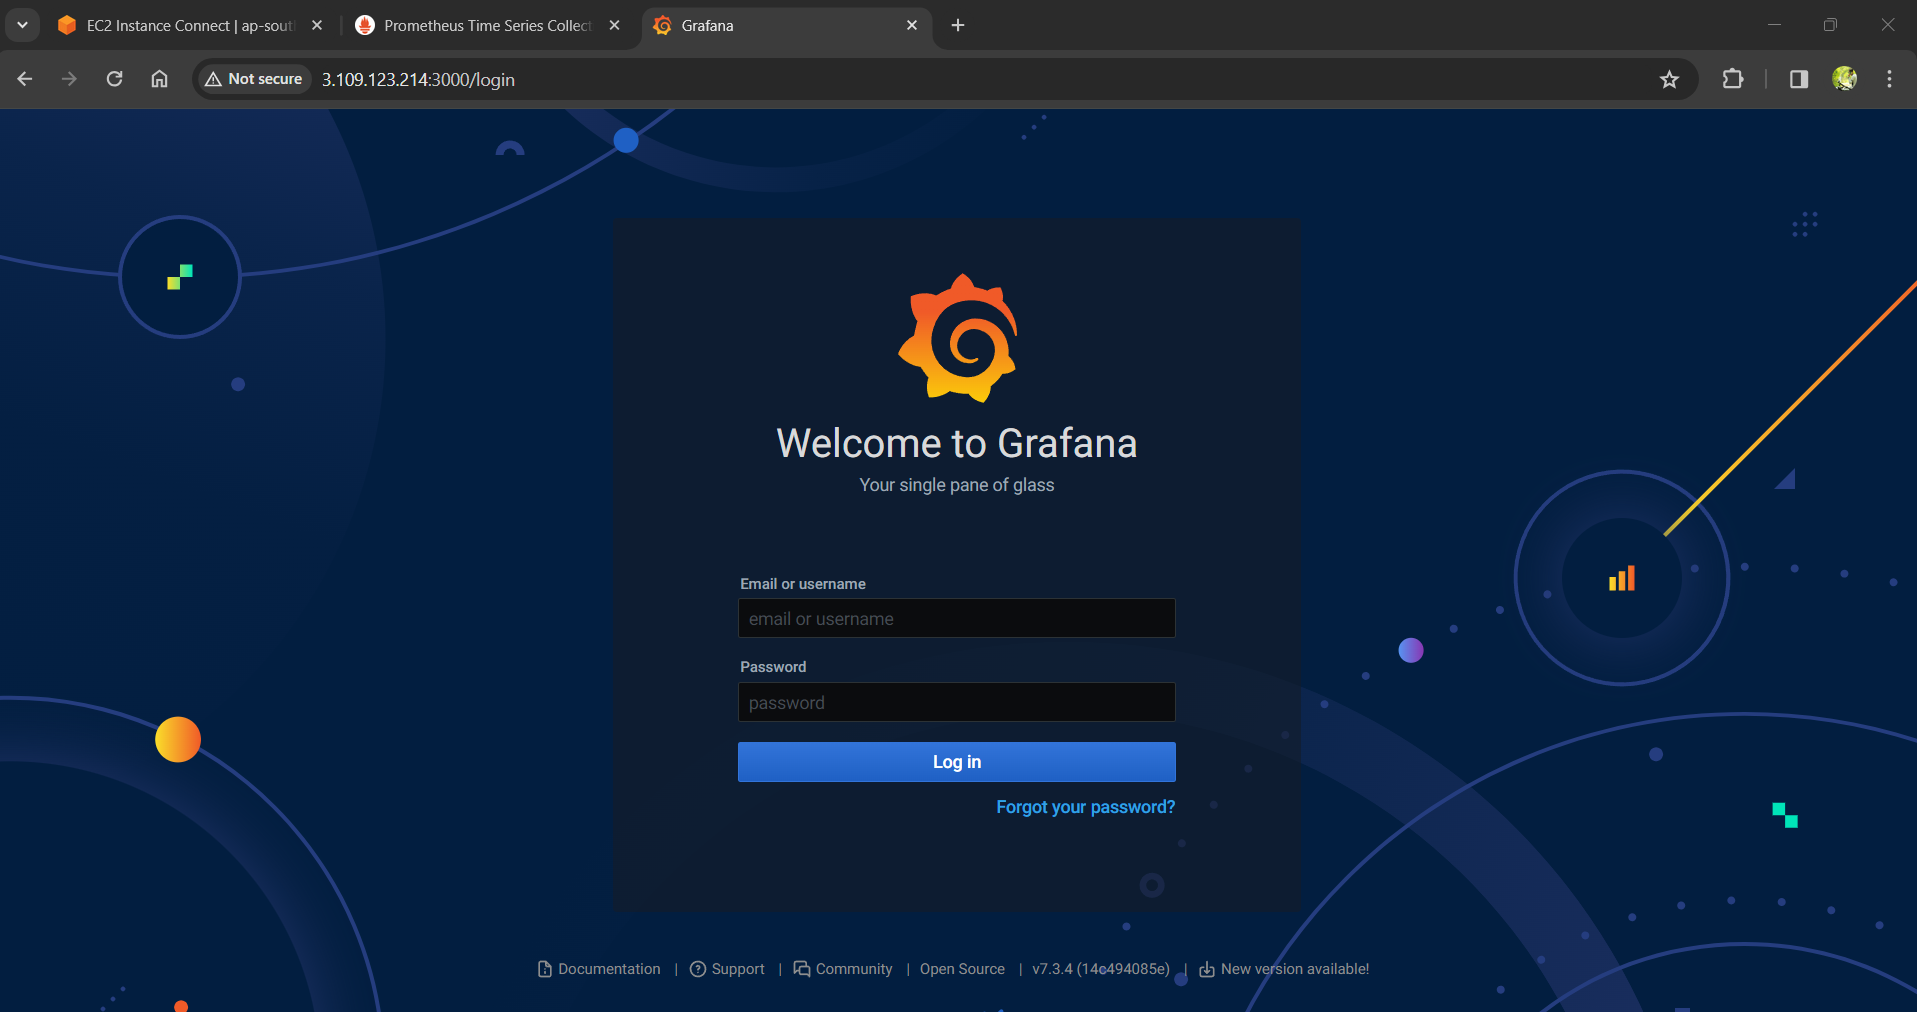 EC2 Instance Connect | ap-sout
Prometheus Time Series Collect
Grafana
Not secure
3.109.123.214:3000/login
Welcome to Grafana
Your single pane of glass
Email or username
email or username
Password
password
Log in
Forgot your password?
Documentation | Support | Community | Open Source | v7.3.4 (14c494085e) | New version available!